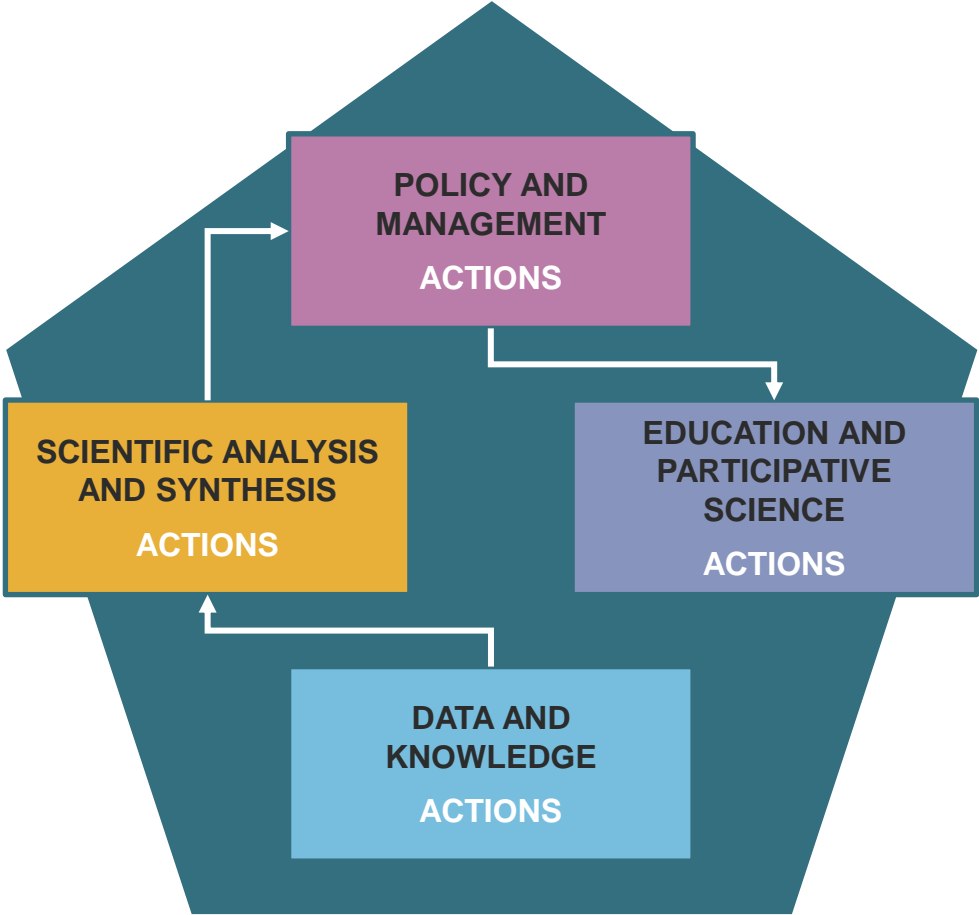 POLICY AND
MANAGEMENT
ACTIONS
SCIENTIFIC ANALYSIS
AND SYNTHESIS
ACTIONS
EDUCATION AND
PARTICIPATIVE
SCIENCE
ACTIONS
DATA AND
KNOWLEDGE
ACTIONS